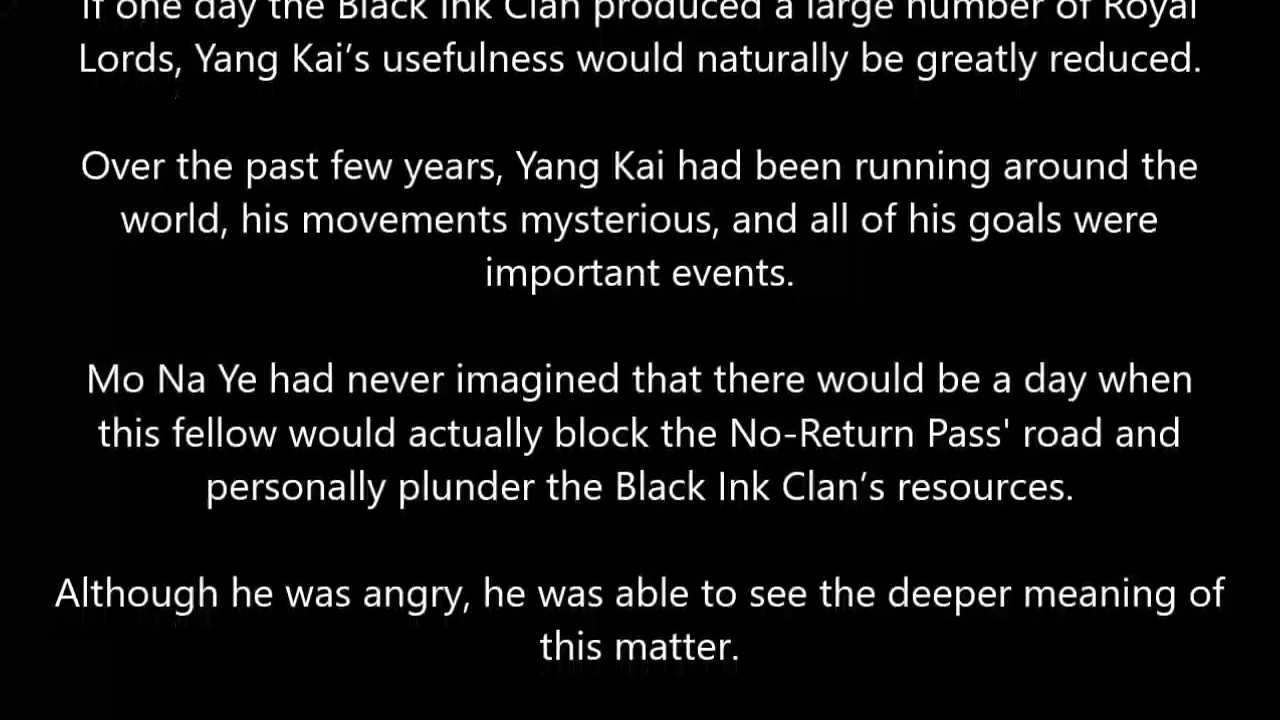 If one day the Black Ink Clan produced a large number of Royal
Lords, Yang Kai’s usefulness would naturally be greatly reduced.
Over the past few years, Yang Kai had been running around the
world, his movements mysterious, and all of his goals were
important events.
Mo Na Ye had never imagined that there would be a day when
this fellow would actually block the No-Return Pass' road and
personally plunder the Black Ink Clan’s resources.
Although he was angry, he was able to see the deeper meaning of
this matter.